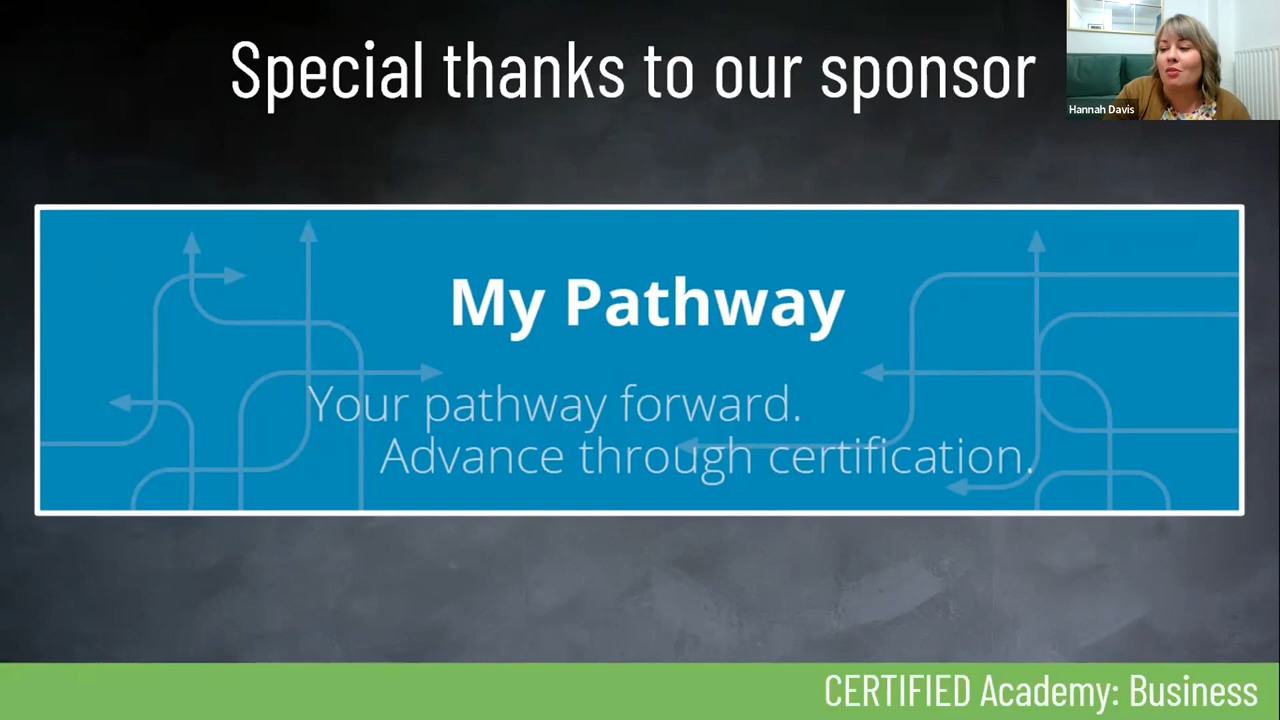 Special thanks to our sponsor
Hannah Davis
My Pathway
Your pathway forward.
Advance through certification.
CERTIFIED Academy: Business